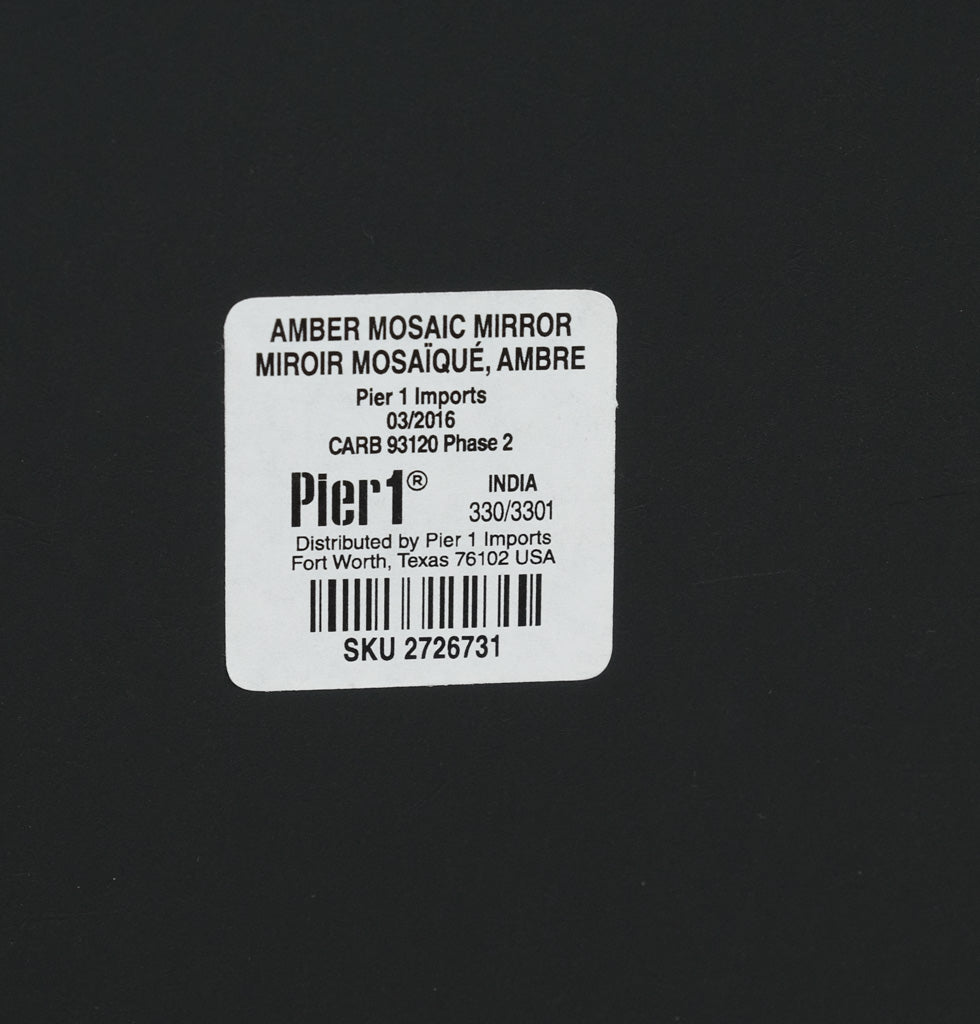 AMBER MOSAIC MIRROR
MIROIR MOSAÏQUÉ, AMBRE
Pier 1 Imports
03/2016
CARB 93120 Phase 2
Pier1® INDIA
330/3301
Distributed by Pier 1 Imports
Fort Worth, Texas 76102 USA
SKU 2726731